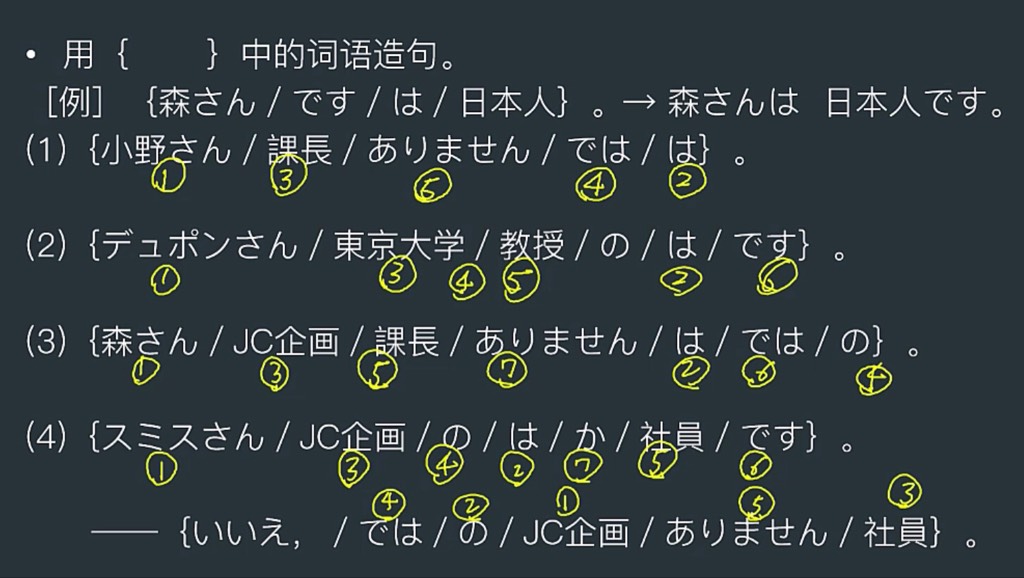 • 用｛　　｝中的词语造句。
［例］｛森さん / です / は / 日本人｝。→ 森さんは 日本人です。
(1)｛小野さん / 課長 / ありません / では / は｝。
① ③ ⑤ ④ ②
(2)｛デュポンさん / 東京大学 / 教授 / の / は / です｝。
① ③ ④ ⑤ ② ⑥
(3)｛森さん / JC企画 / 課長 / ありません / は / では / の｝。
① ③ ⑤ ⑦ ② ⑥ ④
(4)｛スミスさん / JC企画 / の / は / か / 社員 / です｝。
① ③ ④ ② ⑦ ⑤ ⑥
④ ② ① ⑤ ③
——｛いいえ， / では / の / JC企画 / ありません / 社員｝。